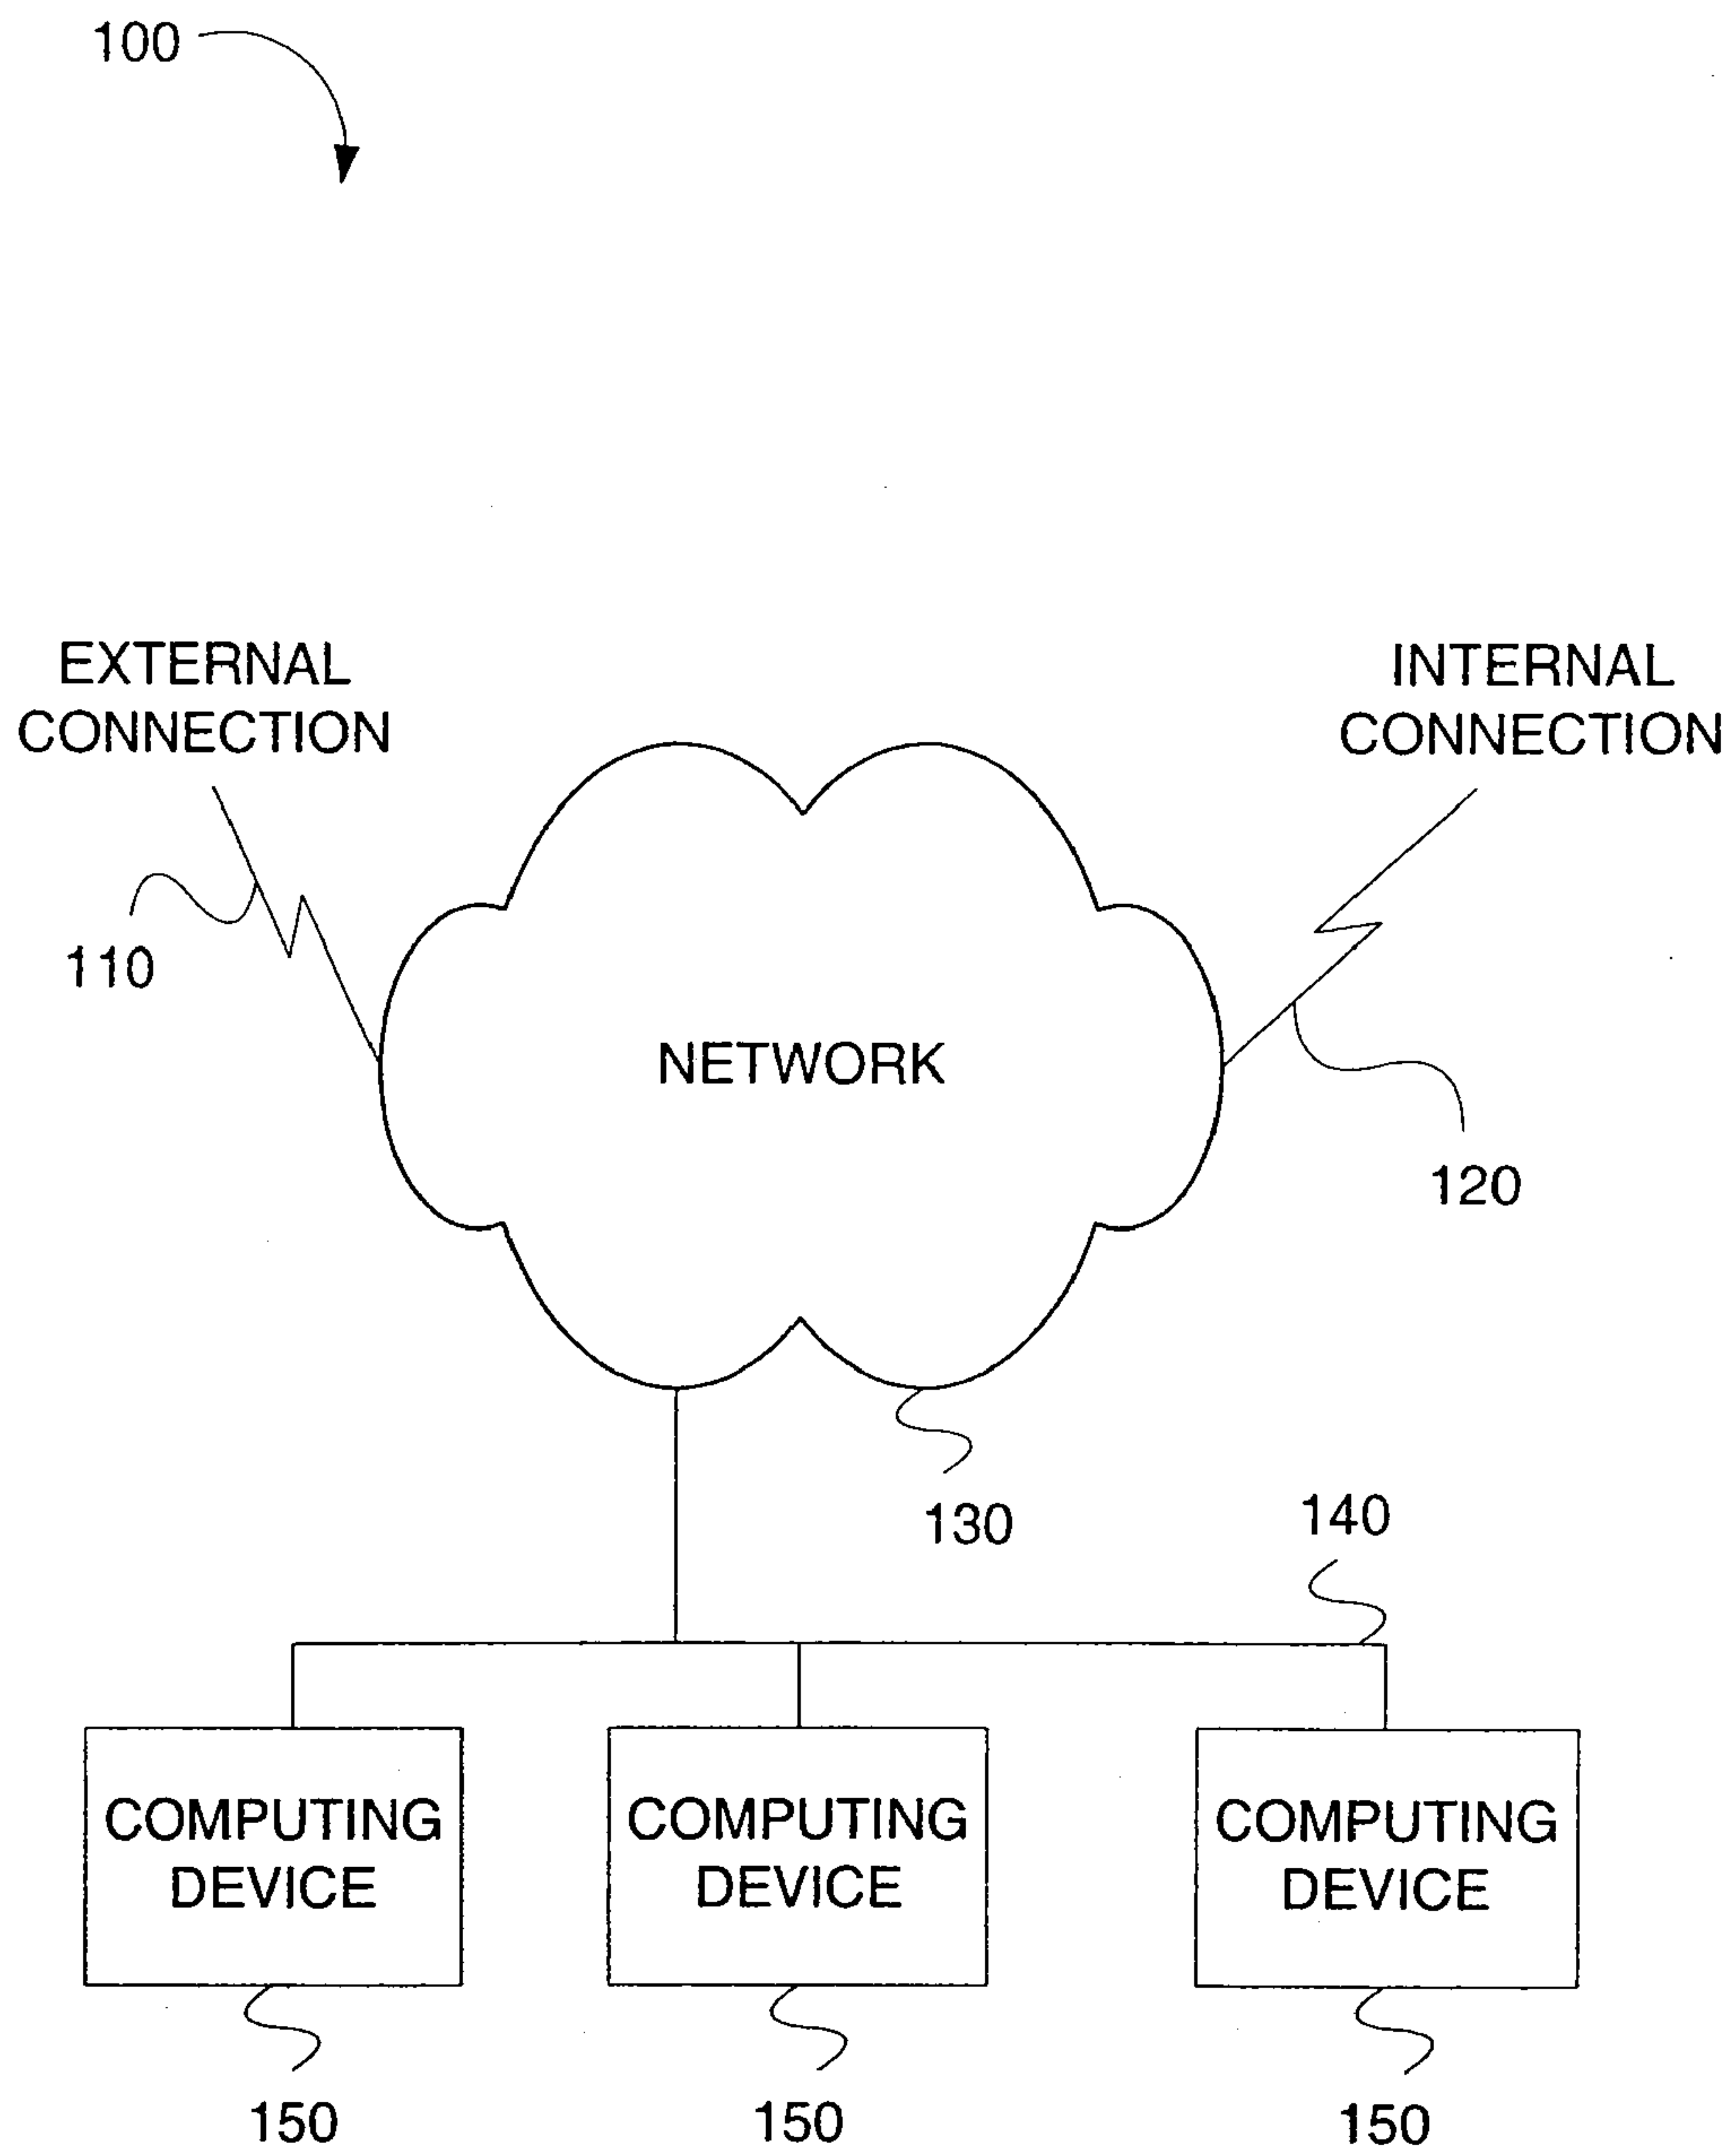 100
EXTERNAL
CONNECTION
INTERNAL
CONNECTION
110
NETWORK
120
130
140
COMPUTING
DEVICE
COMPUTING
DEVICE
COMPUTING
DEVICE
150
150
150